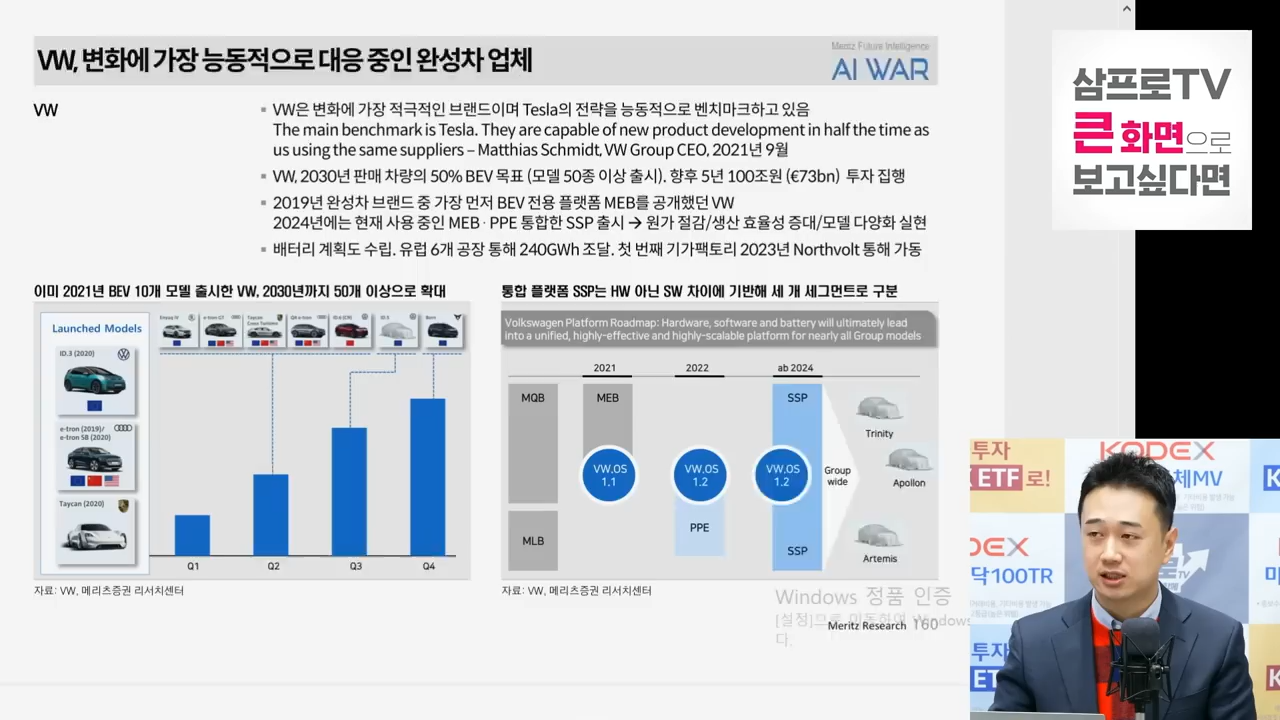 VW, 변화에 가장 능동적으로 대응 중인 완성차 업체
Meritz Future Intelligence
AI WAR
VW
VW은 변화에 가장 적극적인 브랜드이며 Tesla의 전략을 능동적으로 벤치마크하고 있음
The main benchmark is Tesla. They are capable of new product development in half the time as
us using the same suppliers – Matthias Schmidt, VW Group CEO, 2021년 9월
VW, 2030년 판매 차량의 50% BEV 목표 (모델 50종 이상 출시). 향후 5년 100조원 (€73bn) 투자 집행
2019년 완성차 브랜드 중 가장 먼저 BEV 전용 플랫폼 MEB를 공개했던 VW
2024년에는 현재 사용 중인 MEB · PPE 통합한 SSP 출시 → 원가 절감/생산 효율성 증대/모델 다양화 실현
배터리 계획도 수립. 유럽 6개 공장 통해 240GWh 조달. 첫 번째 기가팩토리 2023년 Northvolt 통해 가동
이미 2021년 BEV 10개 모델 출시한 VW, 2030년까지 50개 이상으로 확대
Launched Models
ID.3 (2020)
e-tron (2019)/
e-tron SB (2020)
Taycan (2020)
Enyaq iV
e-tron GT
Taycan
Cross Turismo
Q4 e-tron
ID.5
Born
Q1
Q2
Q3
Q4
자료: VW, 메리츠증권 리서치센터
통합 플랫폼 SSP는 HW 아닌 SW 차이에 기반해 세 개 세그먼트로 구분
Volkswagen Platform Roadmap: Hardware, software and battery will ultimately lead
into a unified, highly-effective and highly-scalable platform for nearly all Group models
2021
2022
ab 2024
MQB
MEB
SSP
VW.OS
1.1
VW.OS
1.2
VW.OS
1.2
PPE
MLB
SSP
Group
wide
Trinity
Apollon
Artemis
자료: VW, 메리츠증권 리서치센터
Windows 정품 인증
Meritz Research 160
삼프로TV
큰 화면으로
보고싶다면
투자
ETF로!
KODEX
MV
닥100TR
투자